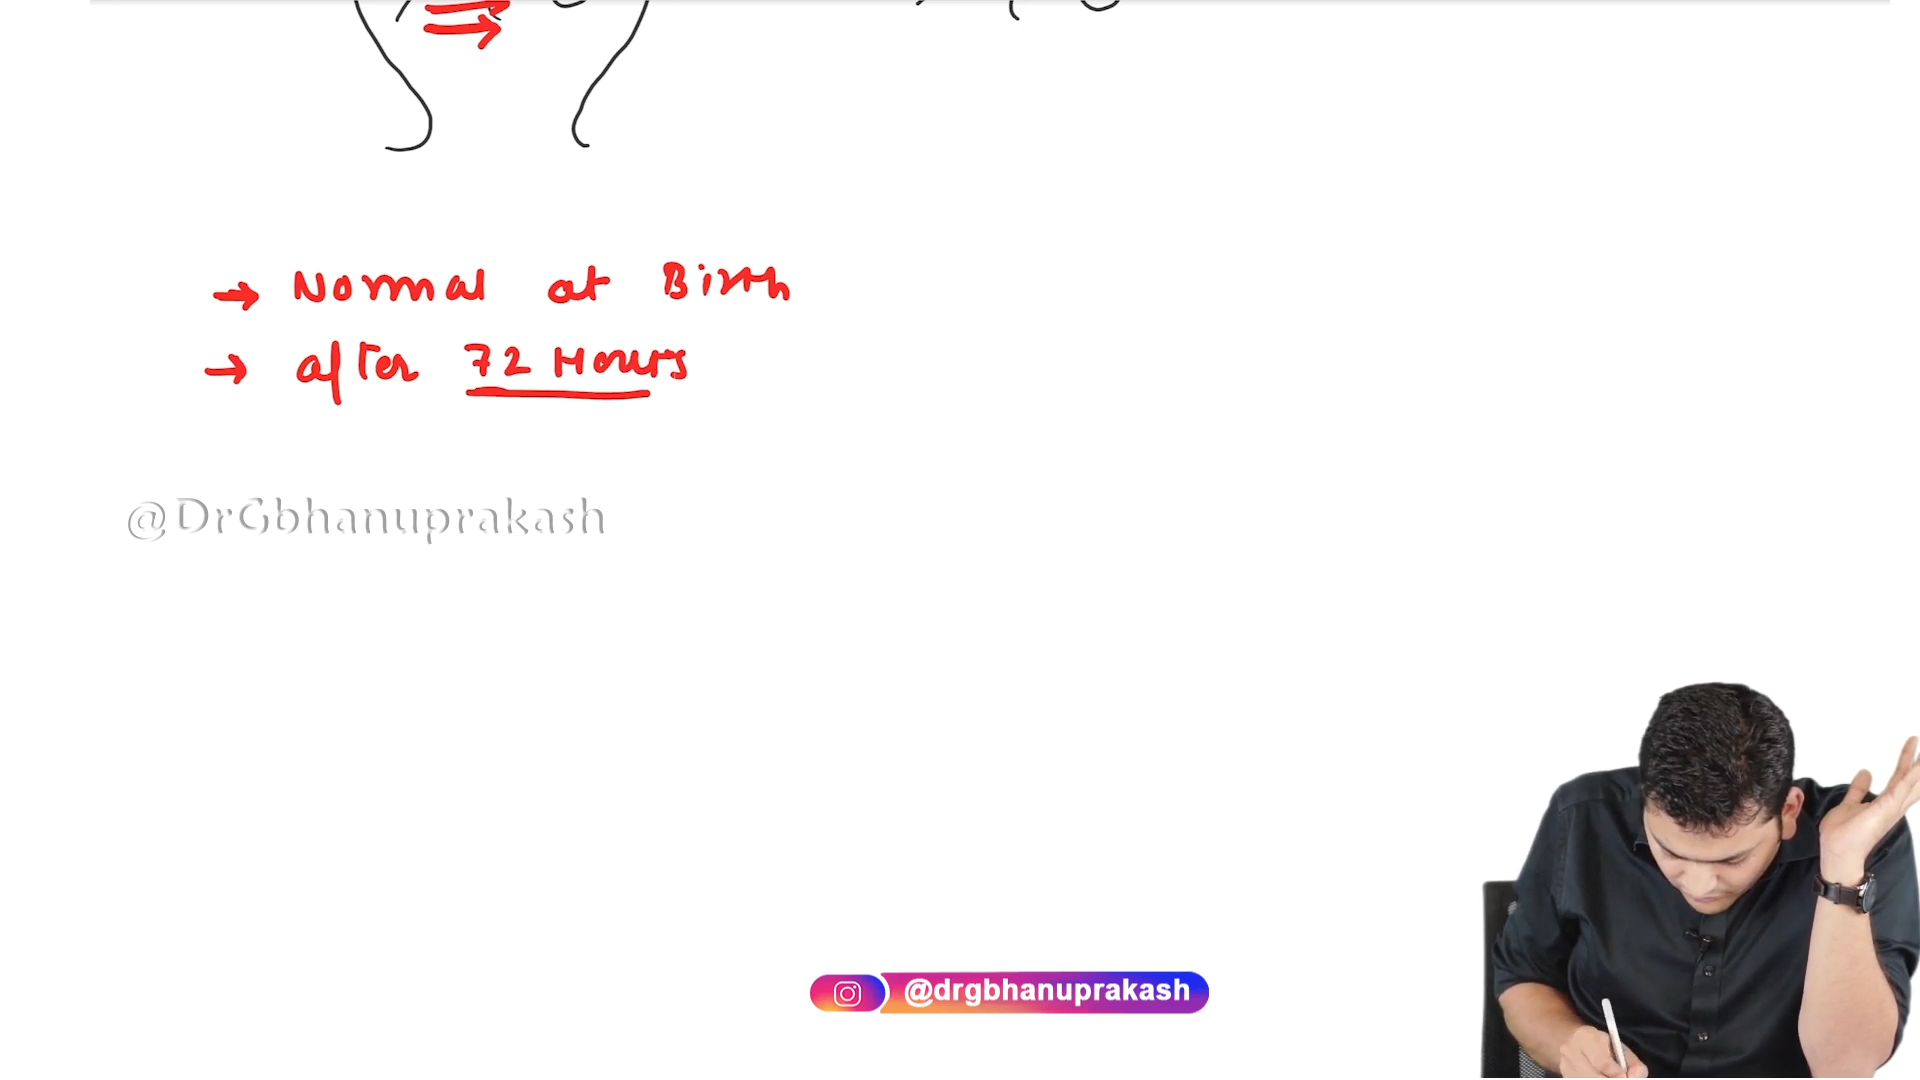 → Normal at Birth
→ after 72 Hours
@DrGbhanuprakash
@drgbhanuprakash